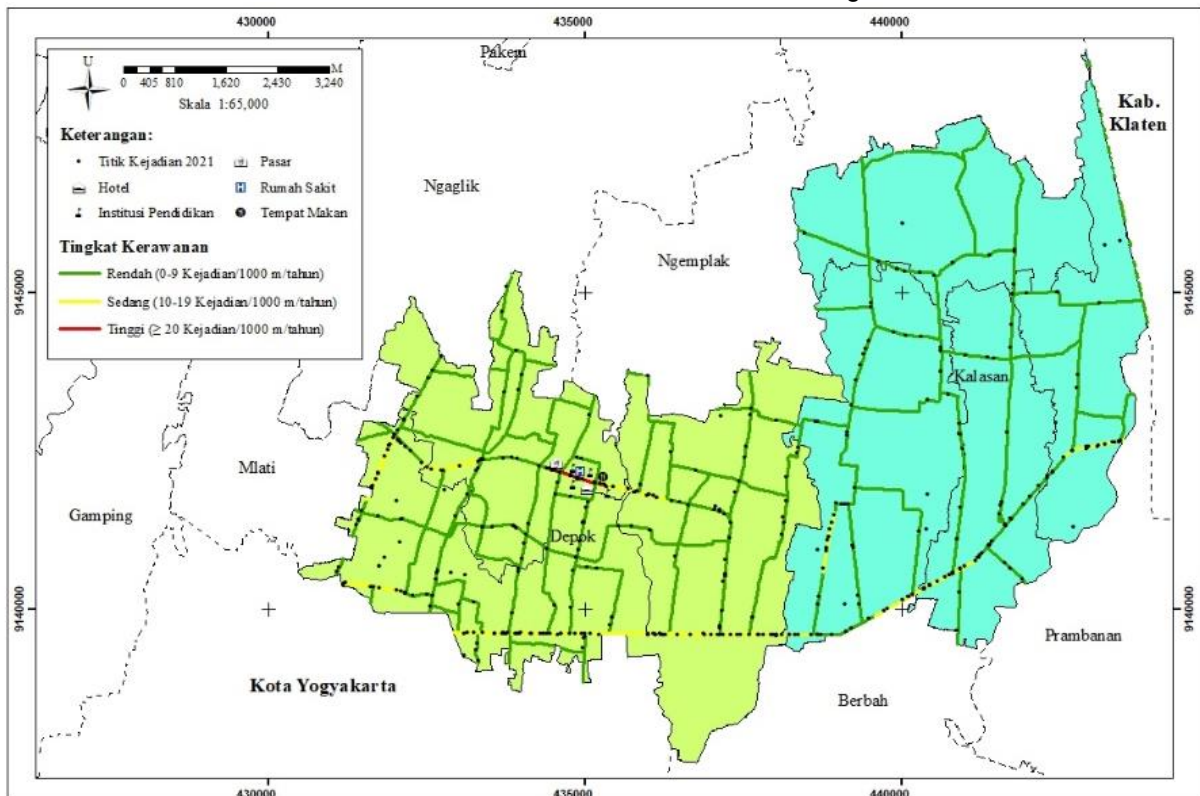 430000 435000 440000
U
0 405 810 1,620 2,430 3,240 M
Skala 1:65,000
Keterangan:
Titik Kejadian 2021 Pasar
Hotel Rumah Sakit
Institusi Pendidikan Tempat Makan
Tingkat Kerawanan
Rendah (0-9 Kejadian/1000 m/tahun)
Sedang (10-19 Kejadian/1000 m/tahun)
Tinggi (≥ 20 Kejadian/1000 m/tahun)
Pakem
Kab.
Klaten
Ngaglik
Ngemplak
9145000 9145000
Kalasan
Mlati
Gamping
Depok
9140000 9140000
Prambanan
Kota Yogyakarta
Berbah
430000 435000 440000